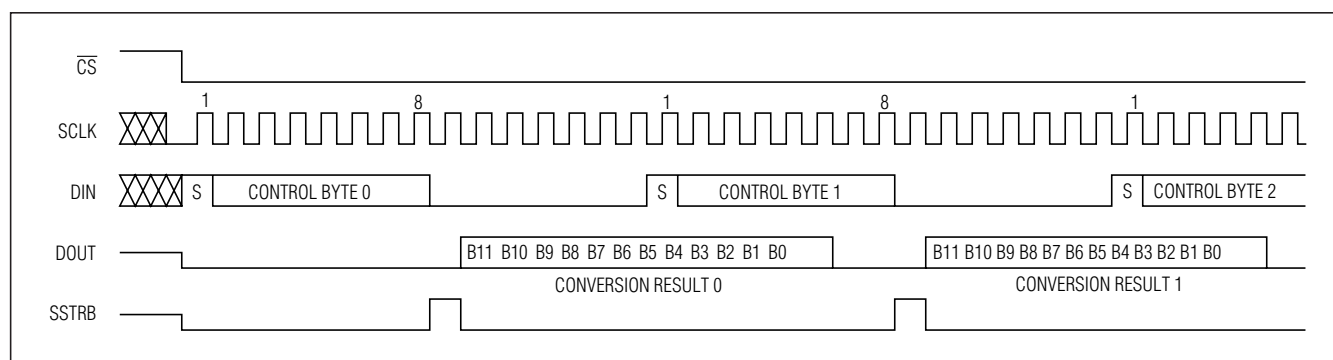 CS
1 8 1 8 1
SCLK
DIN S CONTROL BYTE 0 S CONTROL BYTE 1 S CONTROL BYTE 2
DOUT B11 B10 B9 B8 B7 B6 B5 B4 B3 B2 B1 B0 B11 B10 B9 B8 B7 B6 B5 B4 B3 B2 B1 B0
CONVERSION RESULT 0 CONVERSION RESULT 1
SSTRB